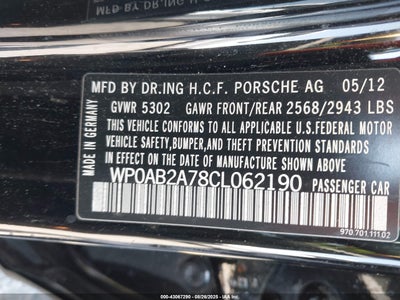 MFD BY DR.ING H.C.F. PORSCHE AG 05/12
GVWR 5302 GAWR FRONT/REAR 2568/2943 LBS
THIS VEHICLE CONFORMS TO ALL APPLICABLE
U.S. FEDERAL MOTOR
VEHICLE SAFETY, BUMPER, AND THEFT PREVENTION STANDARDS
IN EFFECT ON THE DATE OF MANUFACTURE SHOWN ABOVE.
WP0AB2A78CL062190 PASSENGER CAR
MADE IN GERMANY
970.701.111.02
© IAA - 43067290 - 08/26/2025 - IAAI.COM